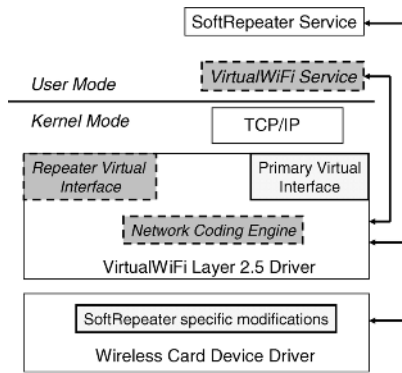 SoftRepeater Service
VirtualWiFi Service
User Mode
Kernel Mode
TCP/IP
Repeater Virtual
Interface
Primary Virtual
Interface
Network Coding Engine
VirtualWiFi Layer 2.5 Driver
SoftRepeater specific modifications
Wireless Card Device Driver